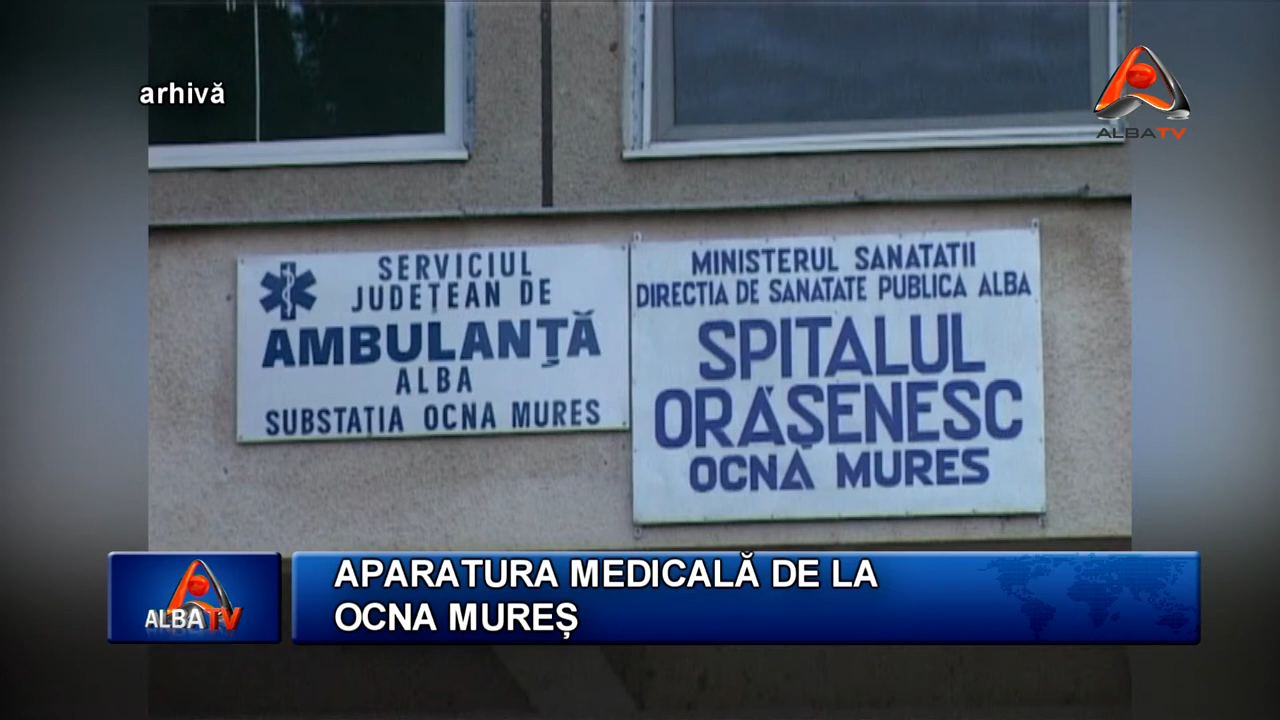 arhivă
ALBATV
SERVICIUL
JUDEȚEAN DE
AMBULANȚĂ
ALBA
SUBSTAȚIA OCNA MURES
MINISTERUL SANATATII
DIRECTIA DE SANATATE PUBLICA ALBA
SPITALUL
ORĂȘENESC
OCNA MURES
ALBATV
APARATURA MEDICALĂ DE LA
OCNA MUREȘ